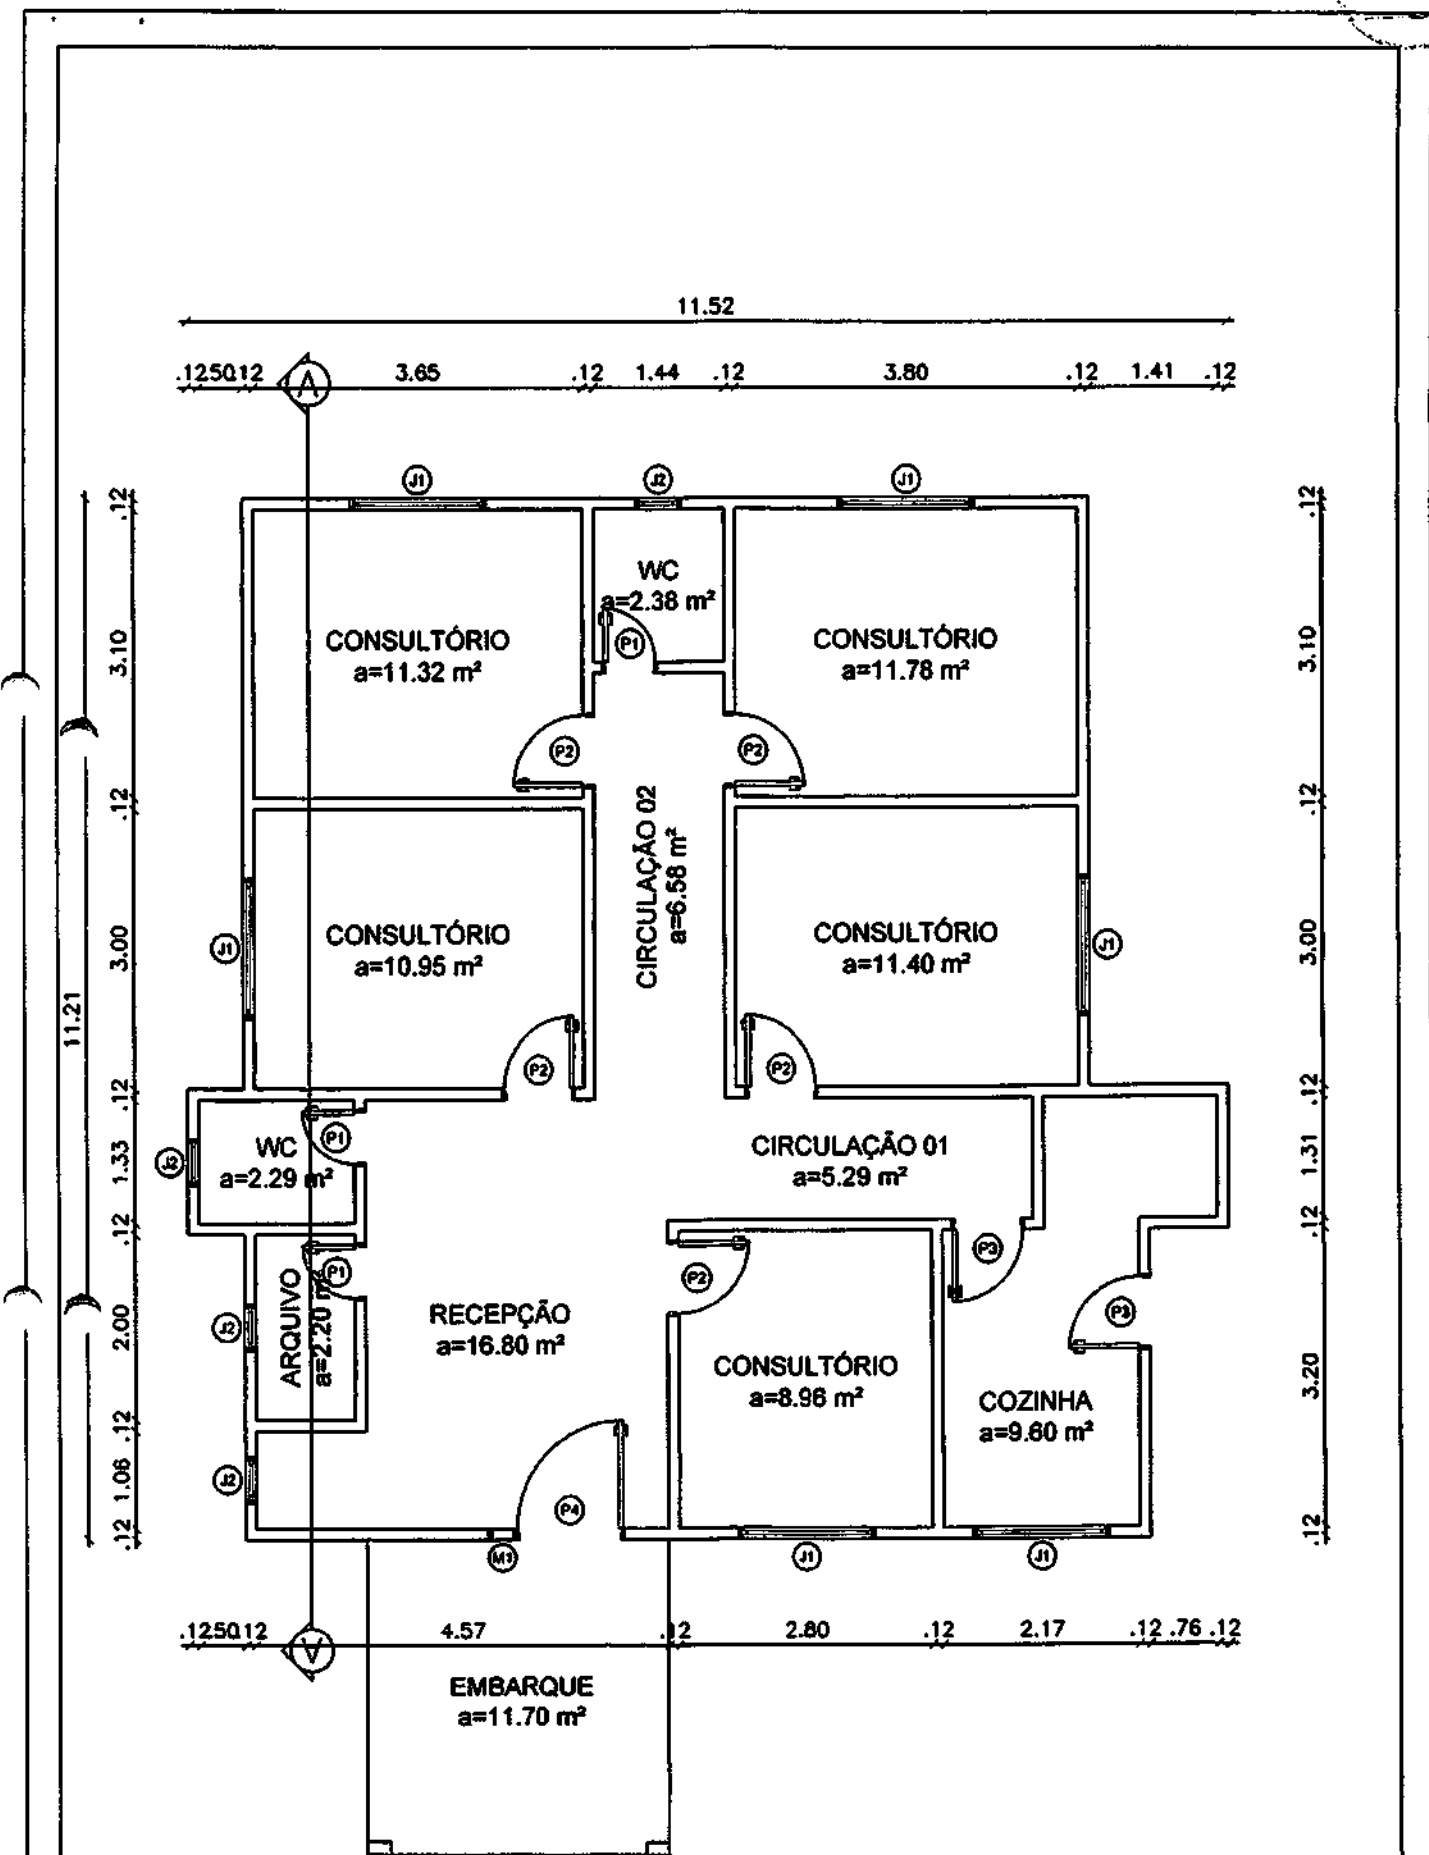 11.52
.12 .50 .12 3.65 .12 1.44 .12 3.80 .12 1.41 .12
A
J1 J2 J1
.12 .12
WC
a=2.38 m²
P1
3.10 3.10
CONSULTÓRIO
a=11.32 m²
CONSULTÓRIO
a=11.78 m²
P2 P2
.12 .12
CIRCULAÇÃO 02
a=6.58 m²
3.00 3.00
CONSULTÓRIO
a=10.95 m²
CONSULTÓRIO
a=11.40 m²
J1 J1
11.21
P2 P2
.12 .12
1.33 1.31
WC
a=2.29 m²
P1
CIRCULAÇÃO 01
a=5.29 m²
.12 .12
P1 P2 P3 P3
ARQUIVO
a=2.20 m²
J2
2.00
RECEPÇÃO
a=16.80 m²
CONSULTÓRIO
a=8.96 m²
COZINHA
a=9.60 m²
3.20
.12
1.06
J2
P4
.12 .12
M1 J1 J1
.12 .50 .12 4.57 .12 2.80 .12 2.17 .12 .76 .12
A
EMBARQUE
a=11.70 m²